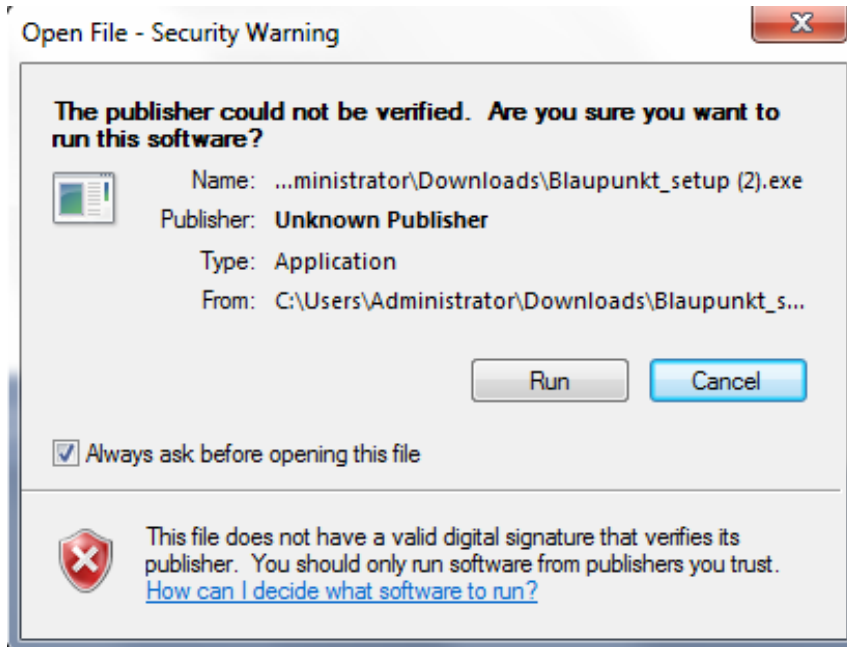 Open File - Security Warning
The publisher could not be verified. Are you sure you want to
run this software?
Name: ...ministrator\Downloads\Blaupunkt_setup (2).exe
Publisher: Unknown Publisher
Type: Application
From: C:\Users\Administrator\Downloads\Blaupunkt_s...
Run Cancel
Always ask before opening this file
This file does not have a valid digital signature that verifies its
publisher. You should only run software from publishers you trust.
How can I decide what software to run?